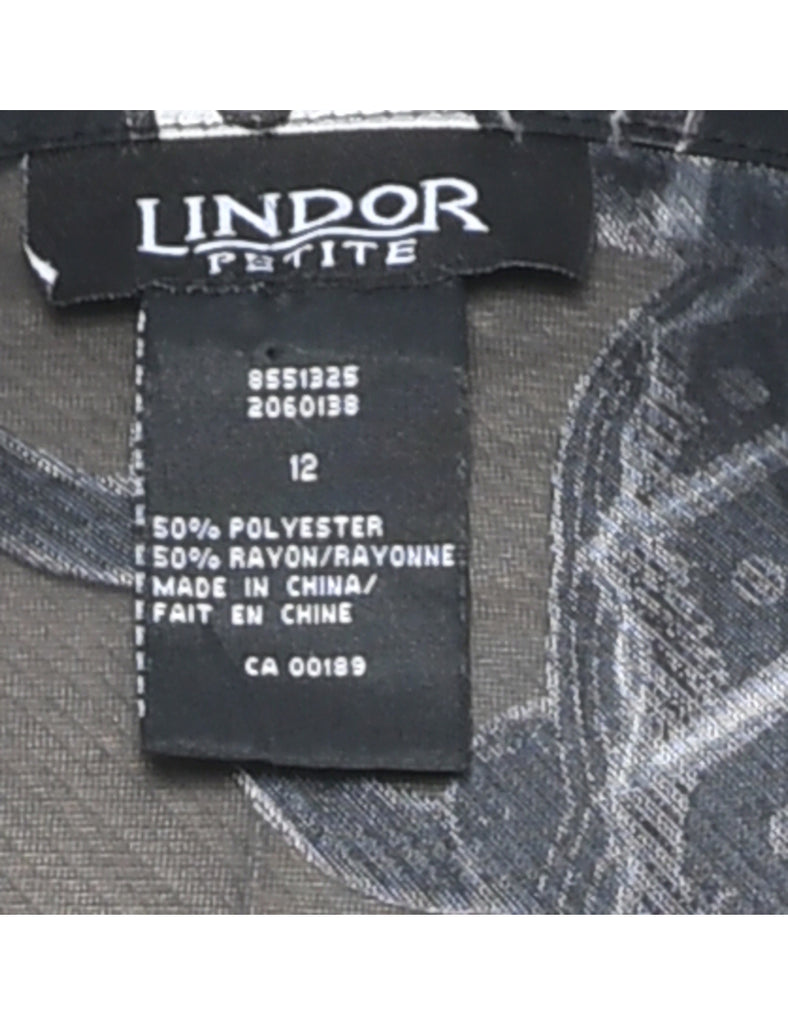 LINDOR
PETITE
8551325
2060138
12
50% POLYESTER
50% RAYON/RAYONNE
MADE IN CHINA/
FAIT EN CHINE
CA 00189